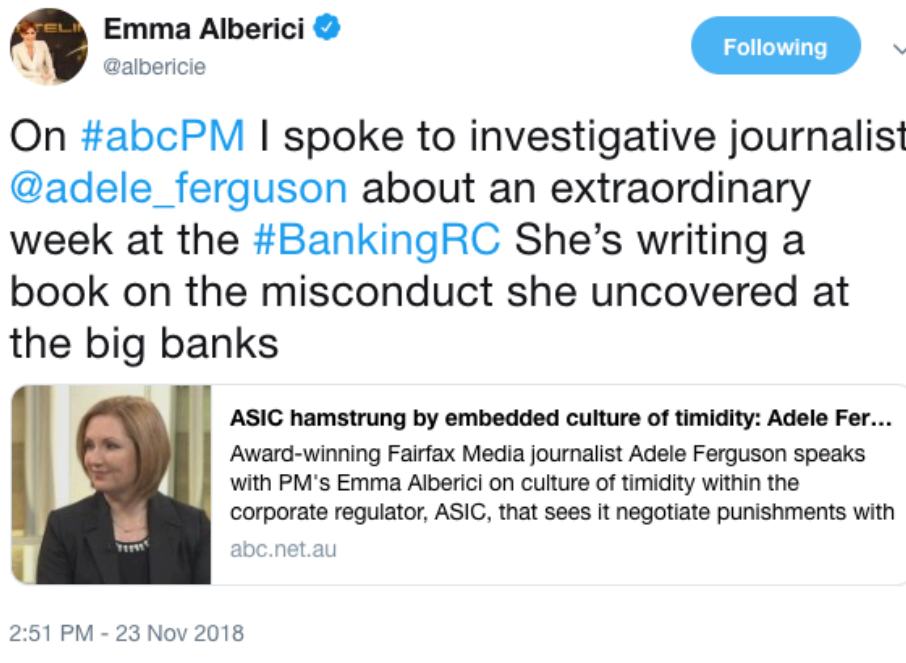 Emma Alberici
@albericie
Following
On #abcPM I spoke to investigative journalist
@adele_ferguson about an extraordinary
week at the #BankingRC She’s writing a
book on the misconduct she uncovered at
the big banks
ASIC hamstrung by embedded culture of timidity: Adele Fer...
Award-winning Fairfax Media journalist Adele Ferguson speaks
with PM's Emma Alberici on culture of timidity within the
corporate regulator, ASIC, that sees it negotiate punishments with
abc.net.au
2:51 PM - 23 Nov 2018